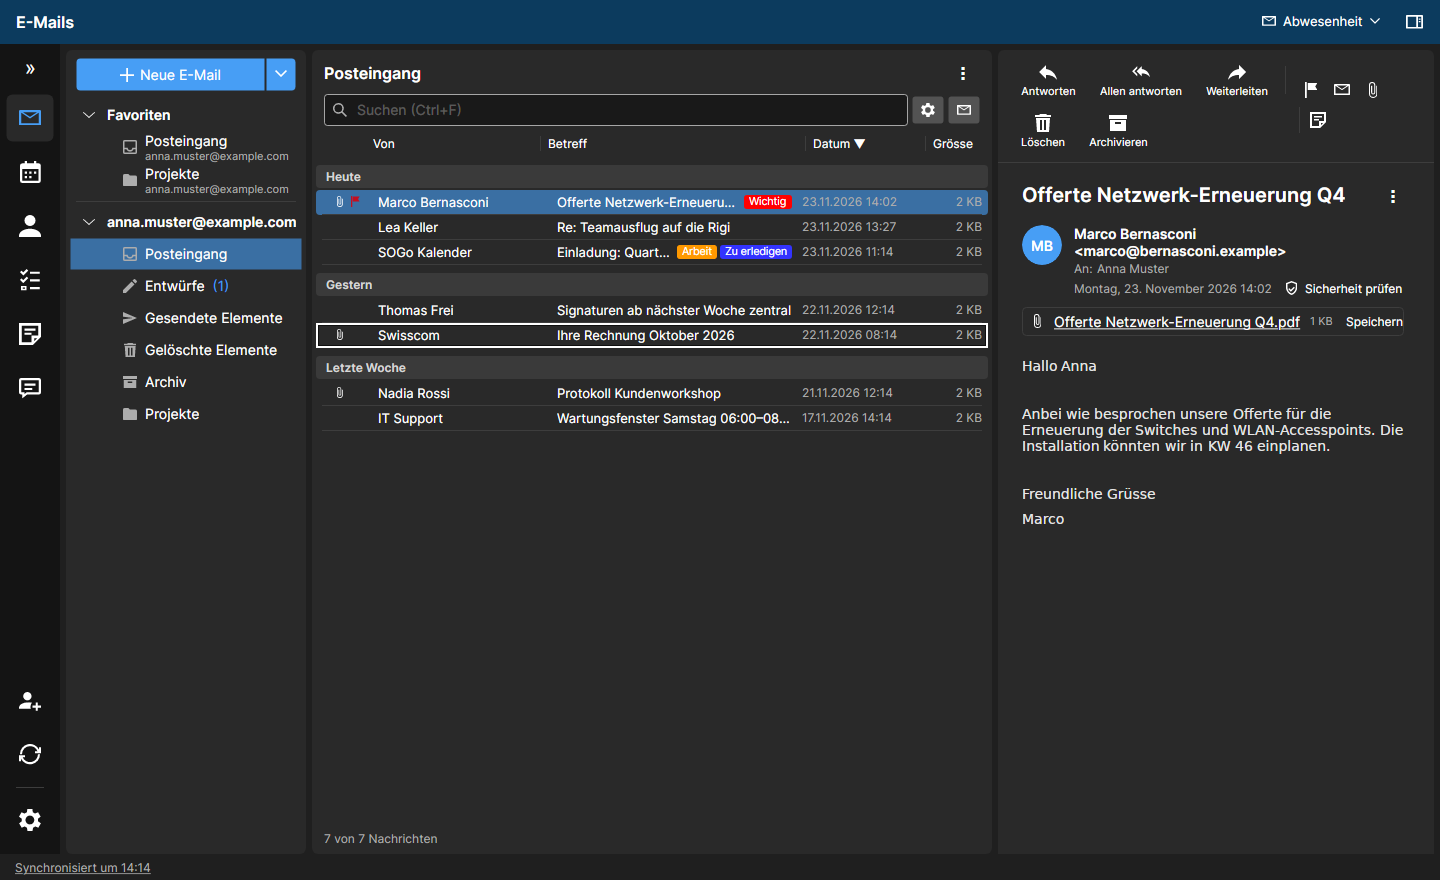 E-Mails
Abwesenheit
Neue E-Mail
Favoriten
Posteingang
anna.muster@example.com
Projekte
anna.muster@example.com
anna.muster@example.com
Posteingang
Entwürfe (1)
Gesendete Elemente
Gelöschte Elemente
Archiv
Projekte
Synchronisiert um 14:14
Posteingang
Suchen (Ctrl+F)
Von Betreff Datum ▼ Grösse
Heute
Marco Bernasconi Offerte Netzwerk-Erneueru... Wichtig 23.11.2026 14:02 2 KB
Lea Keller Re: Teamausflug auf die Rigi 23.11.2026 13:27 2 KB
SOGo Kalender Einladung: Quart... Arbeit Zu erledigen 23.11.2026 11:14 2 KB
Gestern
Thomas Frei Signaturen ab nächster Woche zentral 22.11.2026 12:14 2 KB
Swisscom Ihre Rechnung Oktober 2026 22.11.2026 08:14 2 KB
Letzte Woche
Nadia Rossi Protokoll Kundenworkshop 21.11.2026 12:14 2 KB
IT Support Wartungsfenster Samstag 06:00–08... 17.11.2026 14:14 2 KB
7 von 7 Nachrichten
Antworten Allen antworten Weiterleiten
Löschen Archivieren
Offerte Netzwerk-Erneuerung Q4
MB
Marco Bernasconi
<marco@bernasconi.example>
An: Anna Muster
Montag, 23. November 2026 14:02 Sicherheit prüfen
Offerte Netzwerk-Erneuerung Q4.pdf 1 KB Speichern
Hallo Anna
Anbei wie besprochen unsere Offerte für die
Erneuerung der Switches und WLAN-Accesspoints. Die
Installation könnten wir in KW 46 einplanen.
Freundliche Grüsse
Marco